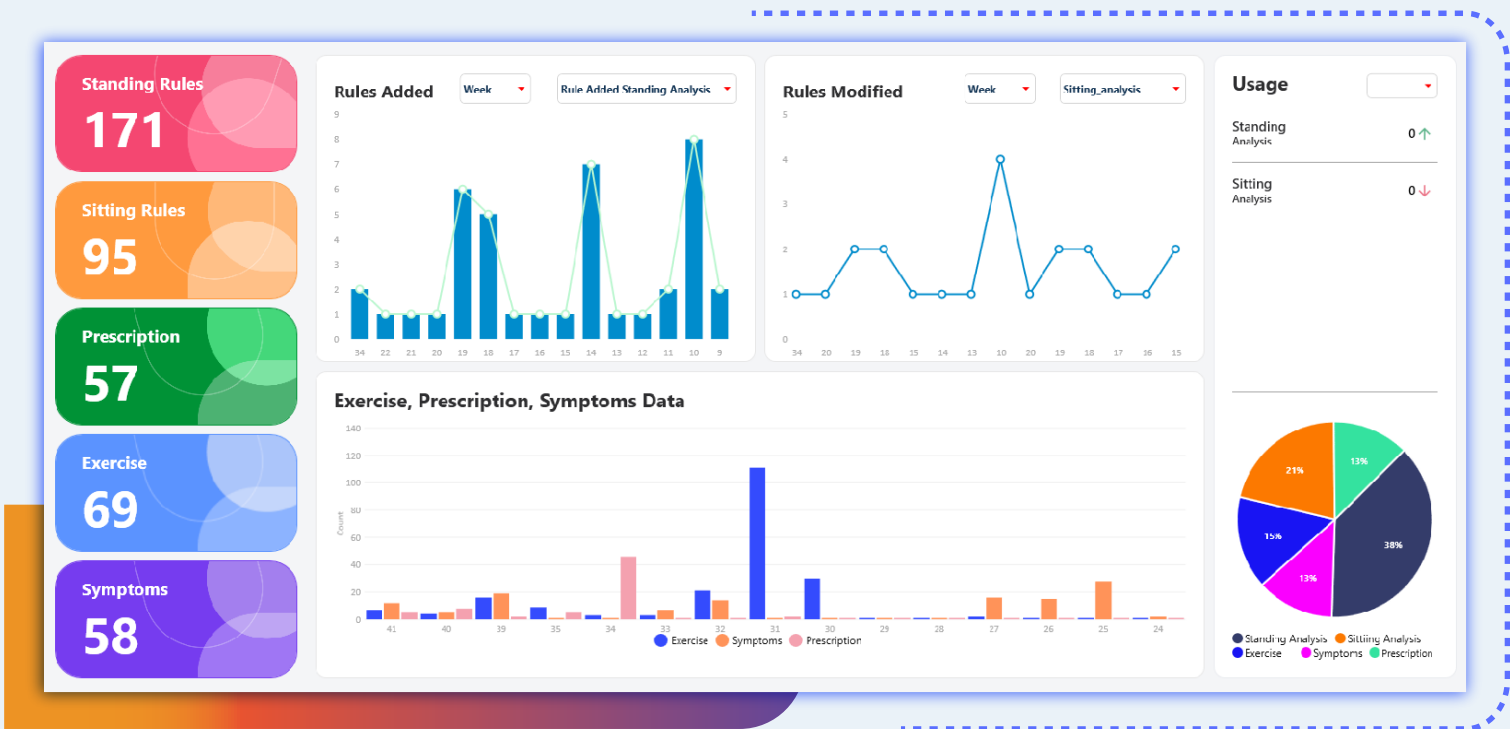 Standing Rules
171
Sitting Rules
95
Prescription
57
Exercise
69
Symptoms
58
Rules Added
Week
Rule Added Standing Analysis
9
8
7
6
5
4
3
2
1
0
34 22 21 20 19 18 17 16 15 14 13 12 11 10 9
Rules Modified
Week
Sitting_analysis
5
4
3
2
1
0
34 20 19 18 15 14 13 10 20 19 18 17 16 15
Exercise, Prescription, Symptoms Data
Count
140
120
100
80
60
40
20
0
41 40 39 35 34 33 32 31 30 29 28 27 26 25 24
Exercise Symptoms Prescription
Usage
Standing
Analysis
0
Sitting
Analysis
0
13%
21%
15%
38%
13%
Standing Analysis Sittiing Analysis
Exercise Symptoms Prescription